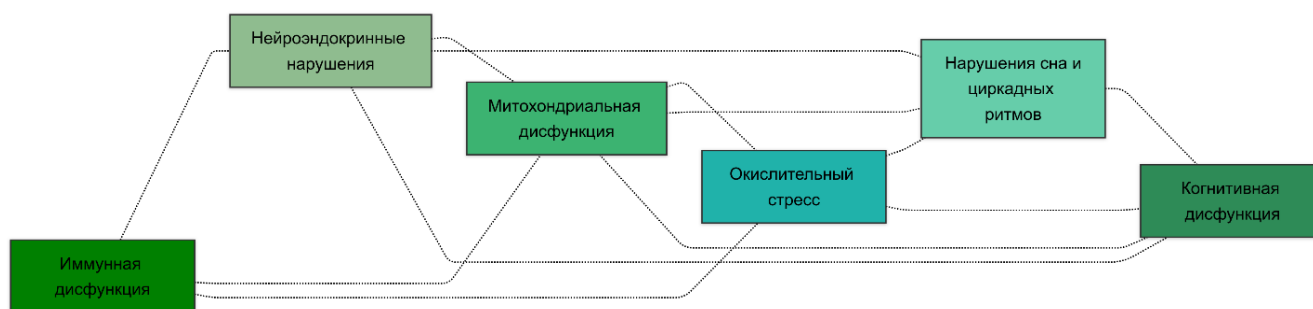 Нейроэндокринные
нарушения
Митохондриальная
дисфункция
Нарушения сна и
циркадных
ритмов
Окислительный
стресс
Когнитивная
дисфункция
Иммунная
дисфункция